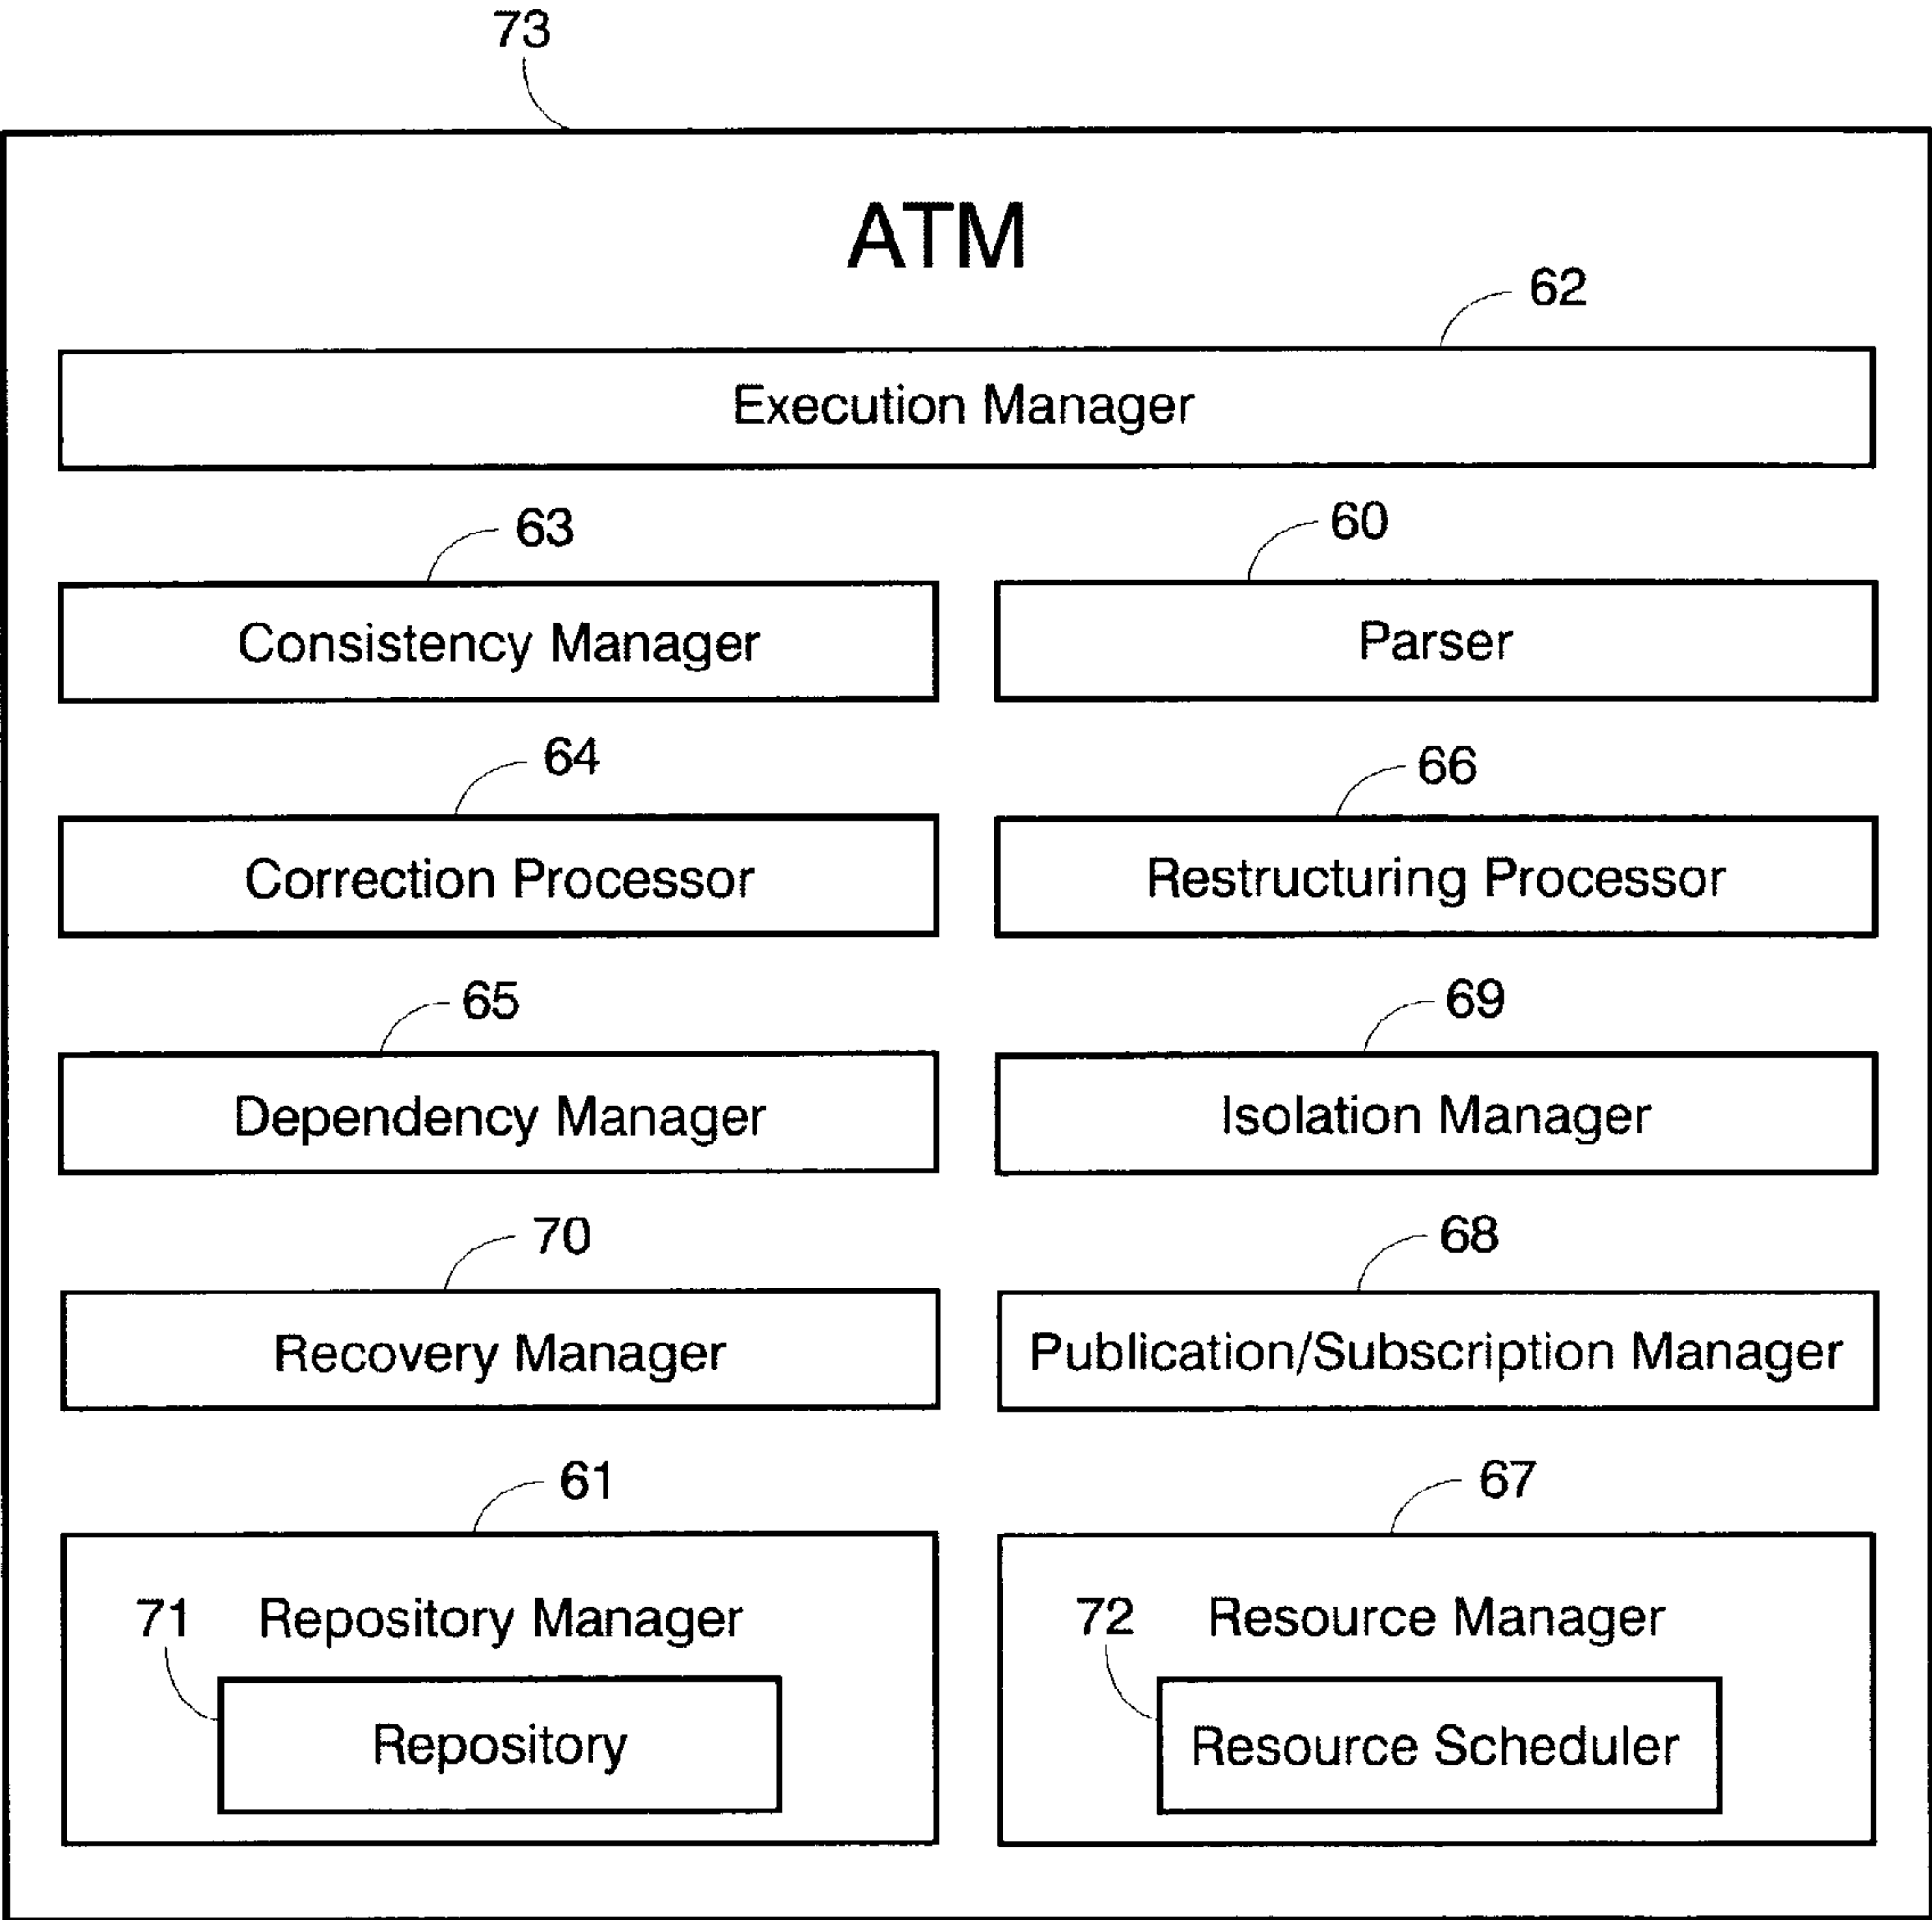 73
ATM
62
Execution Manager
63
60
Consistency Manager
Parser
64
66
Correction Processor
Restructuring Processor
65
69
Dependency Manager
Isolation Manager
70
68
Recovery Manager
Publication/Subscription Manager
61
67
71
Repository Manager
72
Resource Manager
Repository
Resource Scheduler